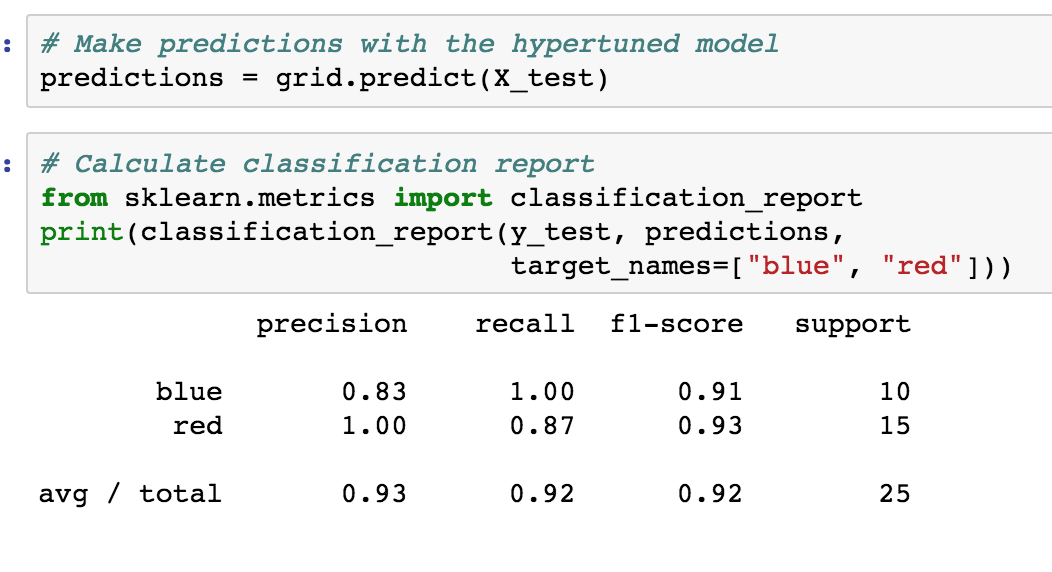 :
# Make predictions with the hypertuned model
predictions = grid.predict(X_test)
:
# Calculate classification report
from sklearn.metrics import classification_report
print(classification_report(y_test, predictions,
target_names=["blue", "red"]))
precision recall f1-score support
blue 0.83 1.00 0.91 10
red 1.00 0.87 0.93 15
avg / total 0.93 0.92 0.92 25